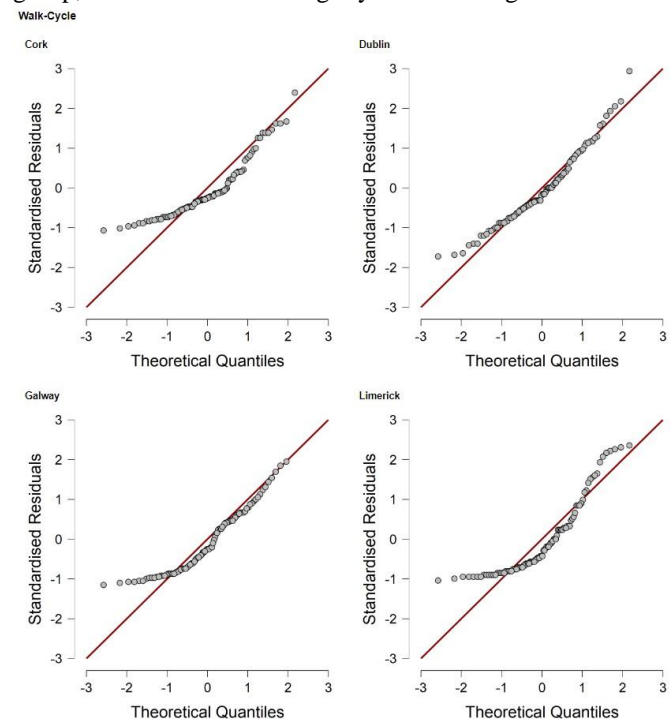 Walk-Cycle
Cork
Dublin
3
2
1
0
-1
-2
-3
Standardised Residuals
-3 -2 -1 0 1 2 3
Theoretical Quantiles
3
2
1
0
-1
-2
-3
Standardised Residuals
-3 -2 -1 0 1 2 3
Theoretical Quantiles
Galway
Limerick
3
2
1
0
-1
-2
-3
Standardised Residuals
-3 -2 -1 0 1 2 3
Theoretical Quantiles
3
2
1
0
-1
-2
-3
Standardised Residuals
-3 -2 -1 0 1 2 3
Theoretical Quantiles